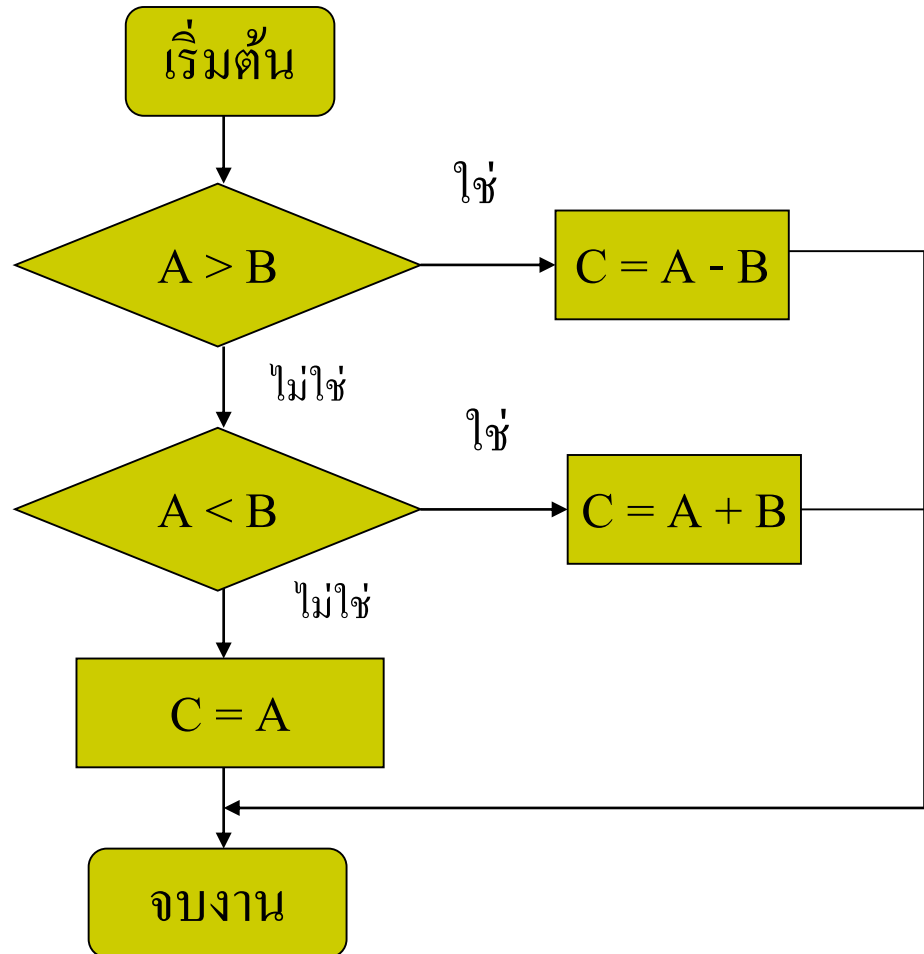 เริ่มต้น
ใช่
A > B
C = A - B
ไม่ใช่
ใช่
A < B
C = A + B
ไม่ใช่
C = A
จบงาน